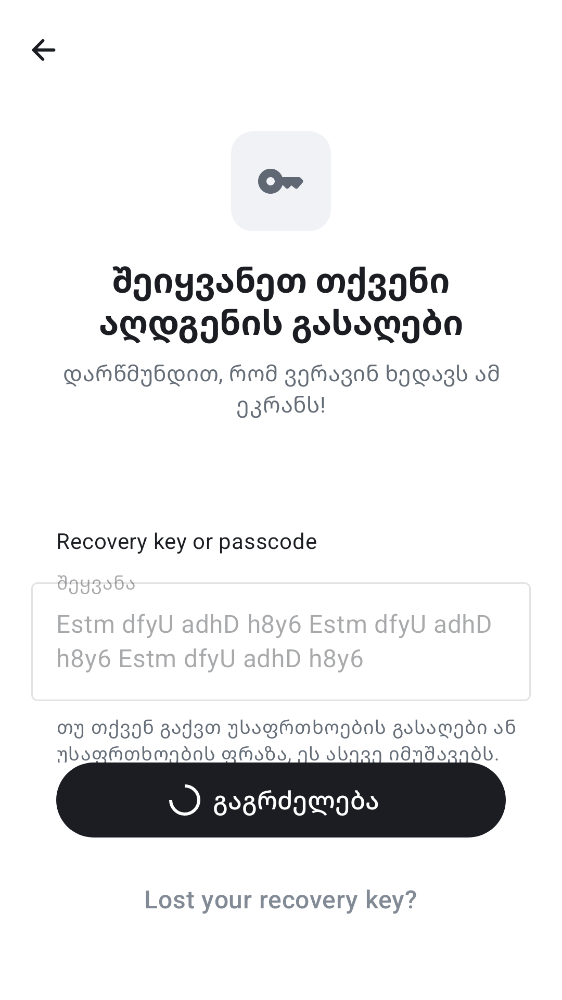 შეიყვანეთ თქვენი
აღდგენის გასაღები
დარწმუნდით, რომ ვერავინ ხედავს ამ
ეკრანს!
Recovery key or passcode
შეყვანა
Estm dfyU adhD h8y6 Estm dfyU adhD
h8y6 Estm dfyU adhD h8y6
თუ თქვენ გაქვთ უსაფრთხოების გასაღები ან
უსაფრთხოების ფრაზა, ეს ასევე იმუშავებს.
გაგრძელება
Lost your recovery key?